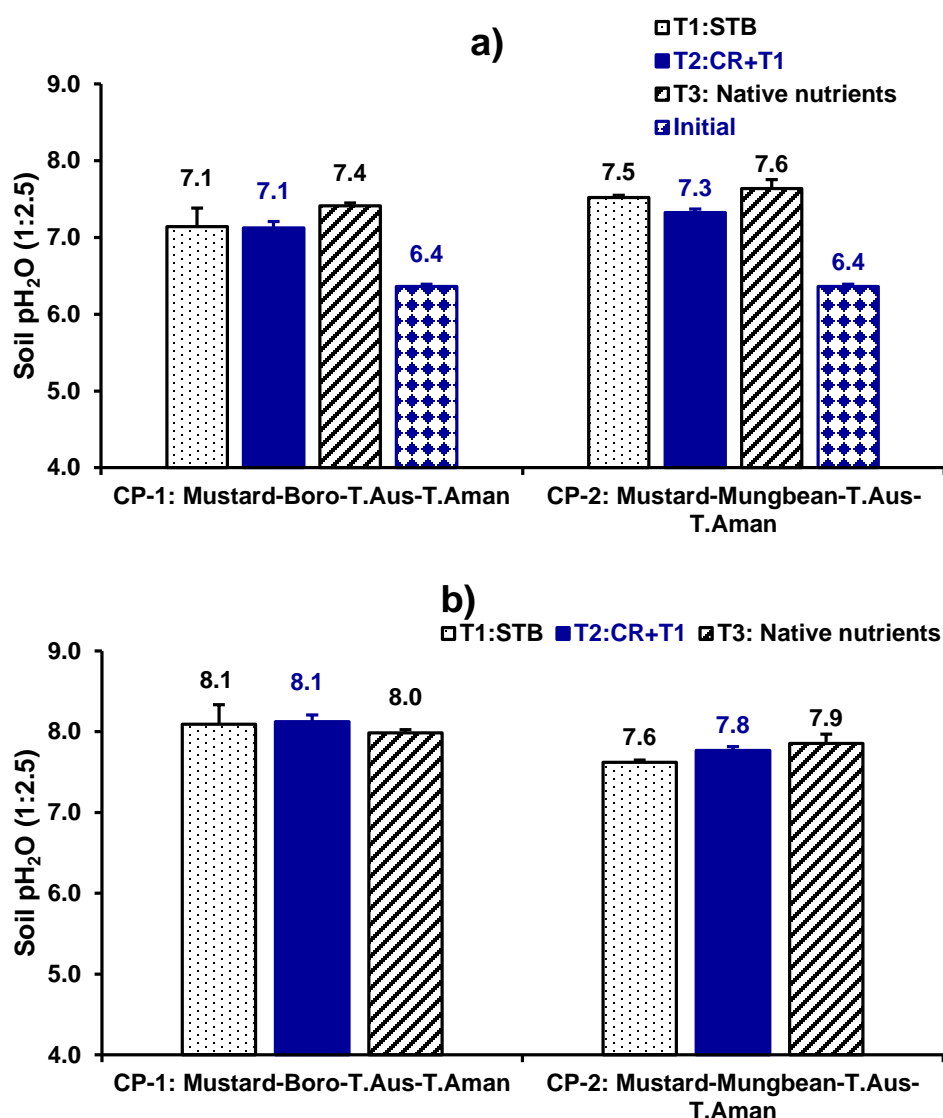 a)
T1:STB
T2:CR+T1
T3: Native nutrients
Initial
Soil pH₂O (1:2.5)
9.0
8.0
7.0
6.0
5.0
4.0
7.1
7.1
7.4
6.4
7.5
7.3
7.6
6.4
CP-1: Mustard-Boro-T.Aus-T.Aman
CP-2: Mustard-Mungbean-T.Aus-
T.Aman
b)
T1:STB T2:CR+T1 T3: Native nutrients
Soil pH₂O (1:2.5)
9.0
8.0
7.0
6.0
5.0
4.0
8.1
8.1
8.0
7.6
7.8
7.9
CP-1: Mustard-Boro-T.Aus-T.Aman
CP-2: Mustard-Mungbean-T.Aus-
T.Aman